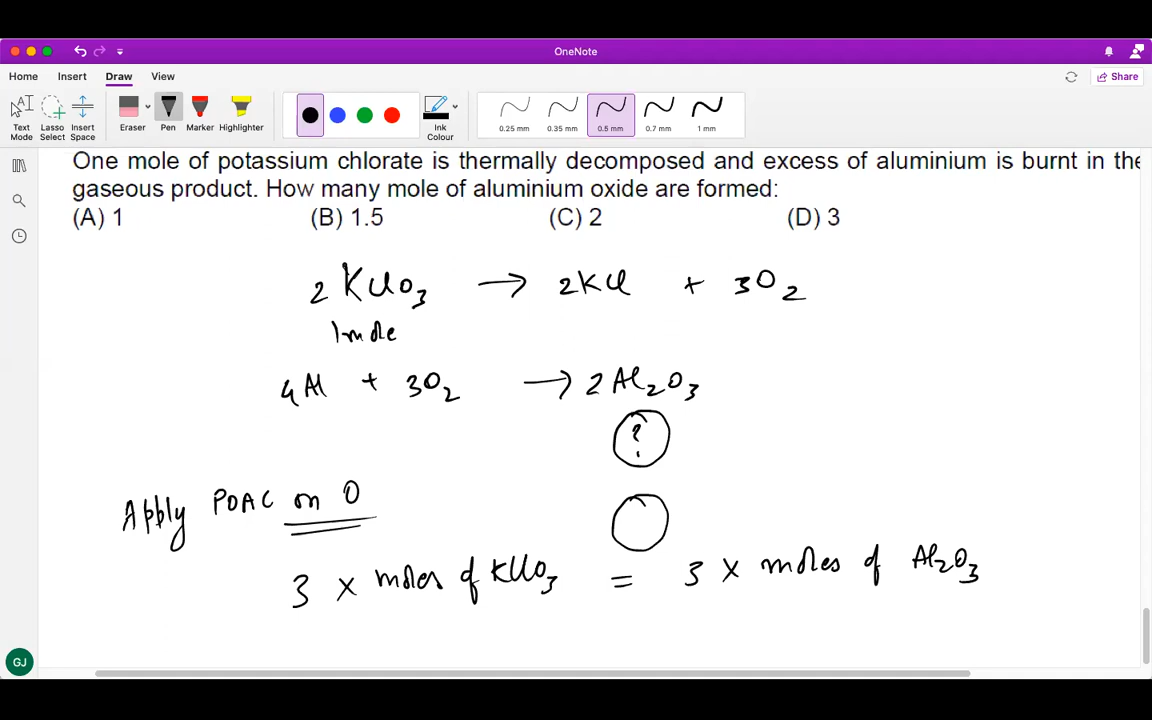 OneNote
Home Insert Draw View
Share
Text Mode
Lasso Select
Insert Space
Eraser
Pen
Marker
Highlighter
Ink Colour
0.25 mm
0.35 mm
0.5 mm
0.7 mm
1 mm
One mole of potassium chlorate is thermally decomposed and excess of aluminium is burnt in the
gaseous product. How many mole of aluminium oxide are formed:
(A) 1 (B) 1.5 (C) 2 (D) 3
2 KClO3 → 2KCl + 3O2
1 mole
4Al + 3O2 → 2Al2O3
?
Apply POAC on O
3 x moles of KClO3 = 3 x moles of Al2O3
GJ